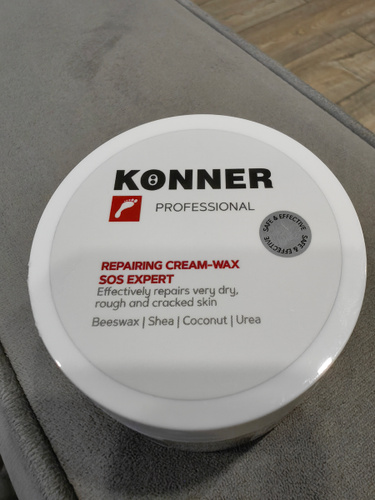 KONNER
PROFESSIONAL
SAFE & EFFECTIVE
SAFE & EFFECTIVE
REPAIRING CREAM-WAX
SOS EXPERT
Effectively repairs very dry,
rough and cracked skin
Beeswax | Shea | Coconut | Urea